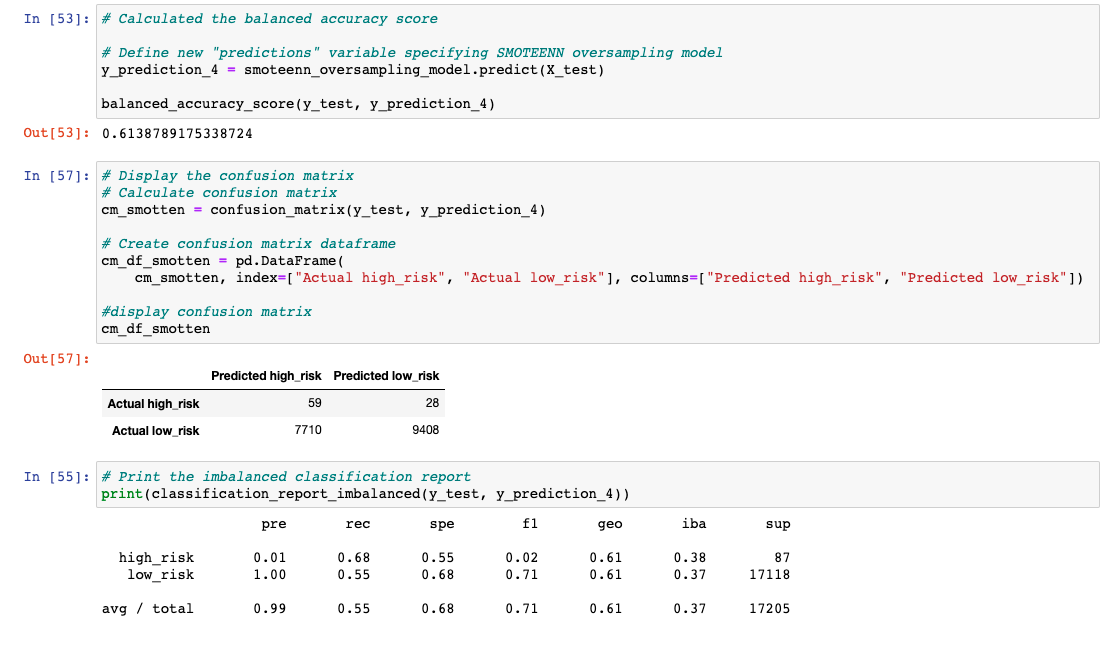 In [53]: # Calculated the balanced accuracy score
# Define new "predictions" variable specifying SMOTEENN oversampling model
y_prediction_4 = smoteenn_oversampling_model.predict(X_test)
balanced_accuracy_score(y_test, y_prediction_4)
Out[53]: 0.6138789175338724
In [57]: # Display the confusion matrix
# Calculate confusion matrix
cm_smotten = confusion_matrix(y_test, y_prediction_4)
# Create confusion matrix dataframe
cm_df_smotten = pd.DataFrame(
cm_smotten, index=["Actual high_risk", "Actual low_risk"], columns=["Predicted high_risk", "Predicted low_risk"])
#display confusion matrix
cm_df_smotten
Out[57]:
Predicted high_risk Predicted low_risk
Actual high_risk 59 28
Actual low_risk 7710 9408
In [55]: # Print the imbalanced classification report
print(classification_report_imbalanced(y_test, y_prediction_4))
pre rec spe f1 geo iba sup
high_risk 0.01 0.68 0.55 0.02 0.61 0.38 87
low_risk 1.00 0.55 0.68 0.71 0.61 0.37 17118
avg / total 0.99 0.55 0.68 0.71 0.61 0.37 17205